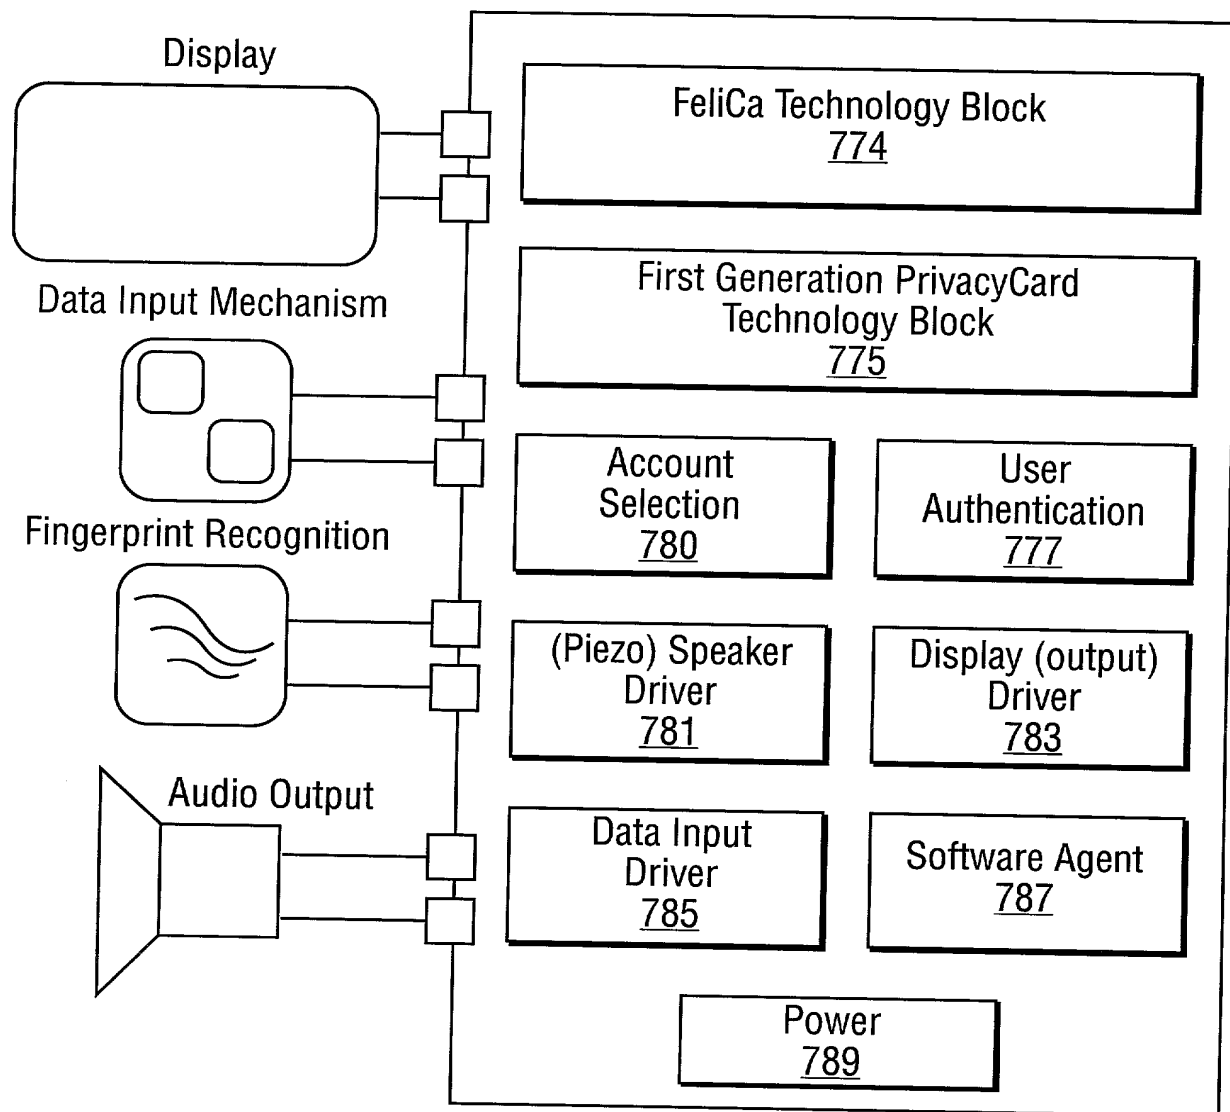 Display
FeliCa Technology Block
774
First Generation PrivacyCard
Technology Block
775
Data Input Mechanism
Account
Selection
780
User
Authentication
777
Fingerprint Recognition
(Piezo) Speaker
Driver
781
Display (output)
Driver
783
Audio Output
Data Input
Driver
785
Software Agent
787
Power
789